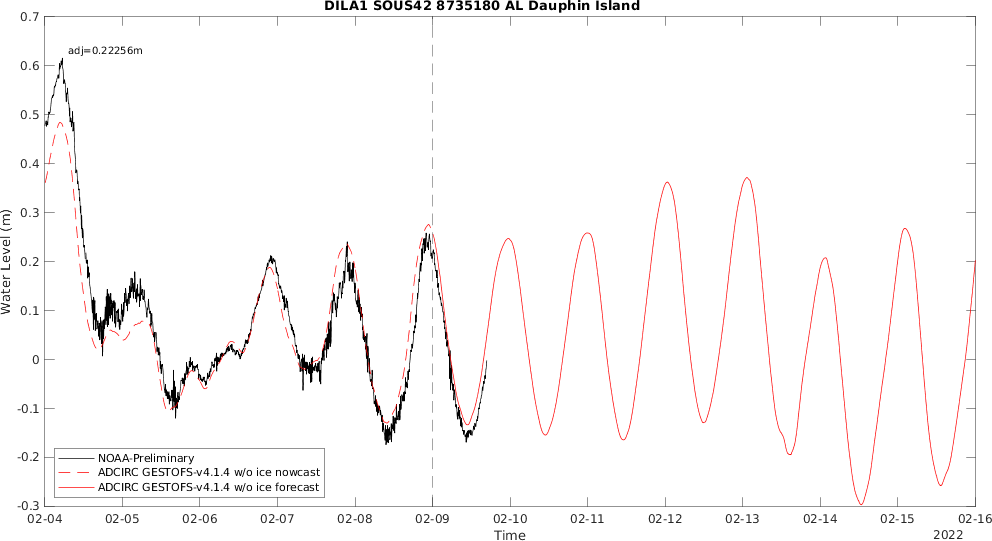 DILA1 SOUS42 8735180 AL Dauphin Island
adj=0.22256m
0.7
0.6
0.5
0.4
0.3
0.2
0.1
0
-0.1
-0.2
-0.3
Water Level (m)
NOAA-Preliminary
ADCIRC GESTOFS-v4.1.4 w/o ice nowcast
ADCIRC GESTOFS-v4.1.4 w/o ice forecast
02-04 02-05 02-06 02-07 02-08 02-09 02-10 02-11 02-12 02-13 02-14 02-15 02-16
Time
2022